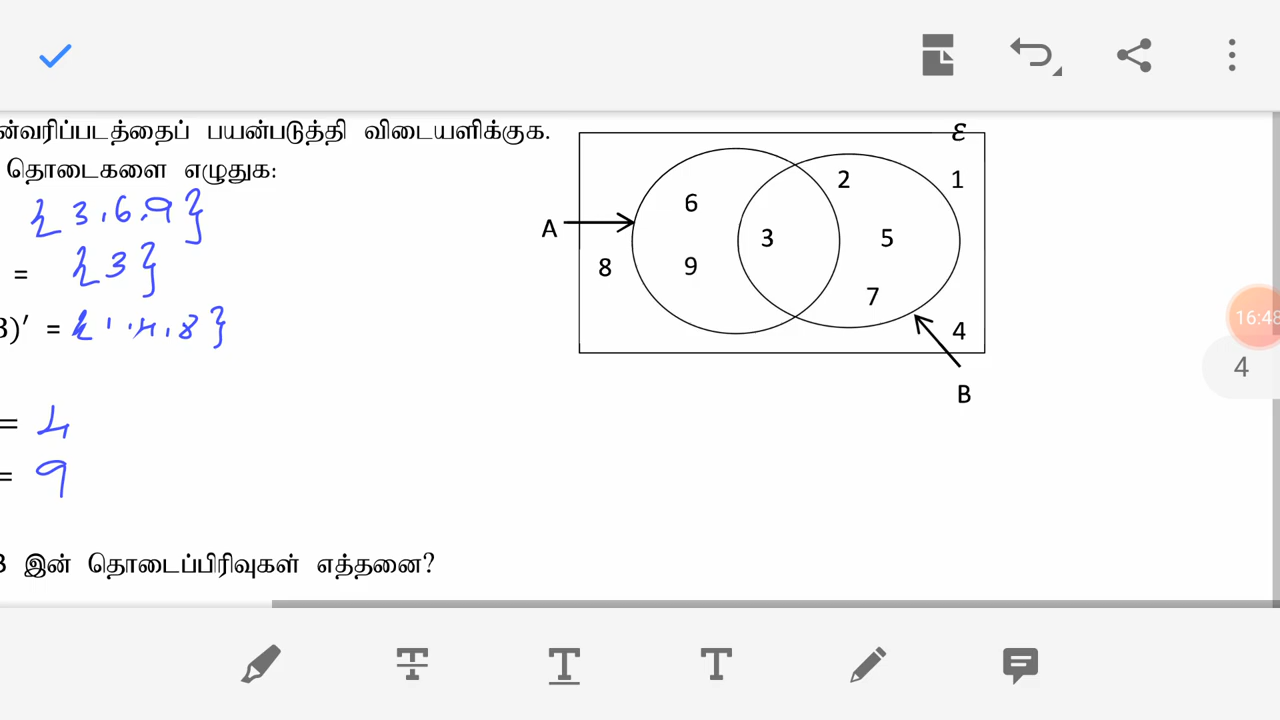 ன்வரிப்படத்தைப் பயன்படுத்தி விடையளிக்குக.
தொடைகளை எழுதுக:
{3,6,9}
= {3}
B)′ = {1,4,8}
= 4
= 9
B இன் தொடைப்பிரிவுகள் எத்தனை?
ε
2 1
6
A 3 5
8 9
7
4
B
16:48
4